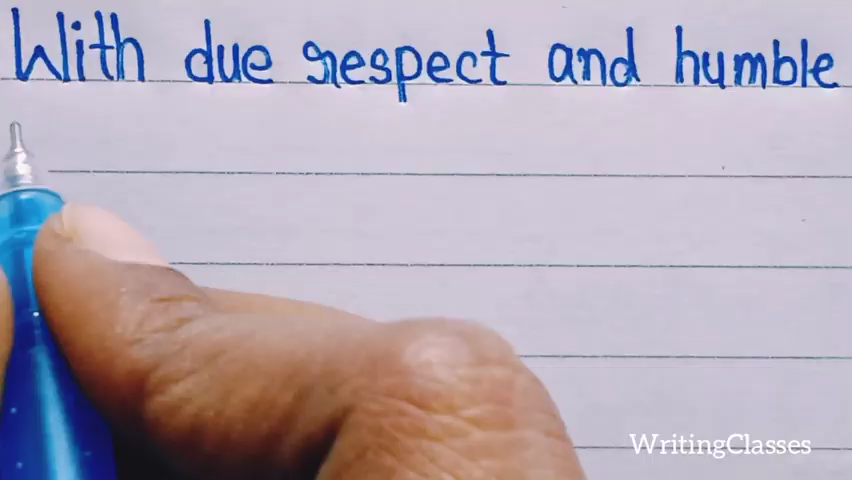 With due respect and humble
WritingClasses